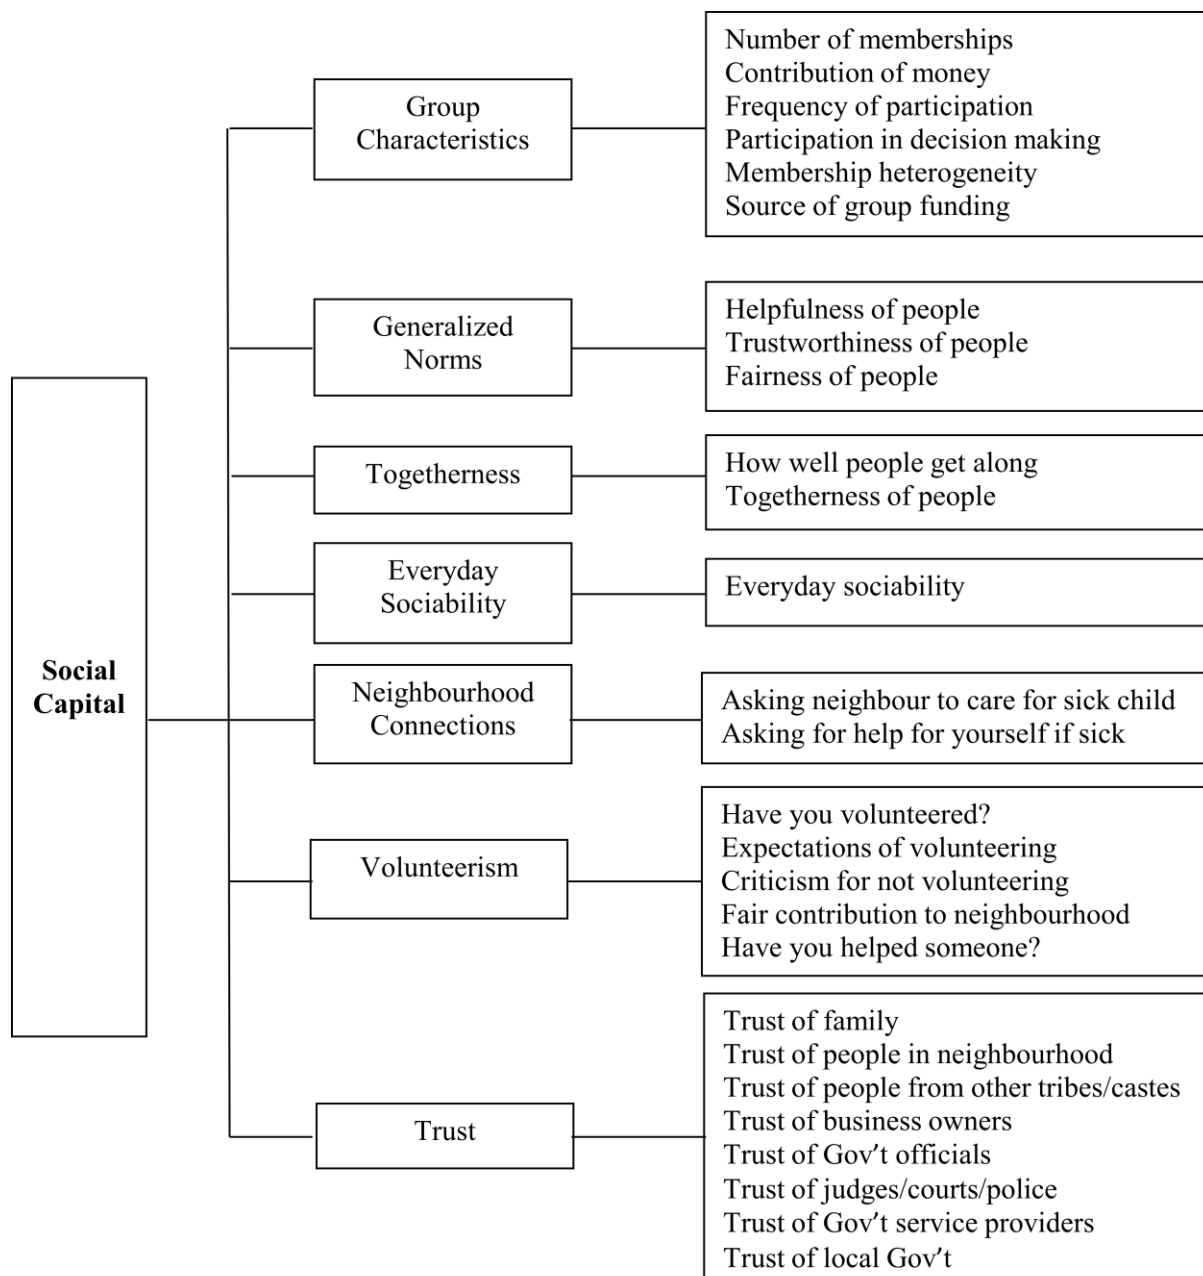 Social
Capital
Group
Characteristics
Number of memberships
Contribution of money
Frequency of participation
Participation in decision making
Membership heterogeneity
Source of group funding
Generalized
Norms
Helpfulness of people
Trustworthiness of people
Fairness of people
Togetherness
How well people get along
Togetherness of people
Everyday
Sociability
Everyday sociability
Neighbourhood
Connections
Asking neighbour to care for sick child
Asking for help for yourself if sick
Volunteerism
Have you volunteered?
Expectations of volunteering
Criticism for not volunteering
Fair contribution to neighbourhood
Have you helped someone?
Trust
Trust of family
Trust of people in neighbourhood
Trust of people from other tribes/castes
Trust of business owners
Trust of Gov’t officials
Trust of judges/courts/police
Trust of Gov’t service providers
Trust of local Gov’t